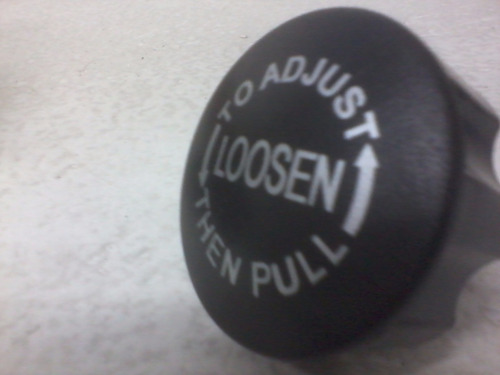 TO ADJUST
LOOSEN
THEN PULL